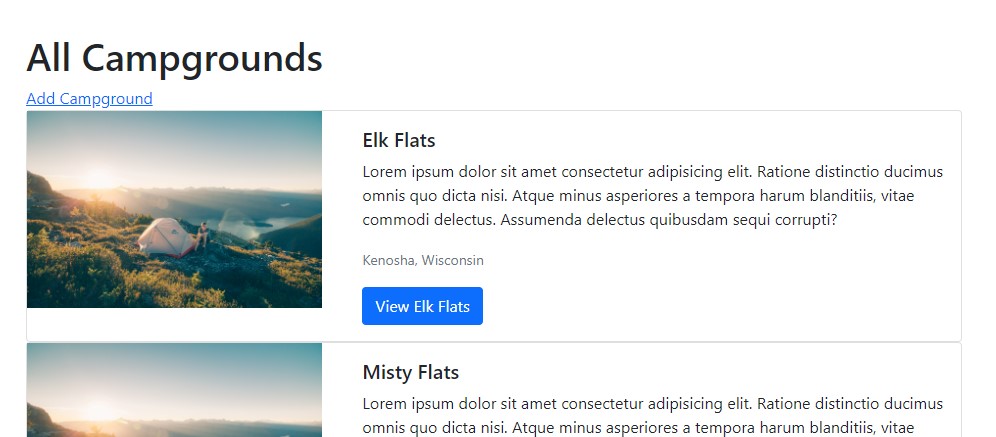 All Campgrounds
Add Campground
Elk Flats
Lorem ipsum dolor sit amet consectetur adipisicing elit. Ratione distinctio ducimus
omnis quo dicta nisi. Atque minus asperiores a tempora harum blanditiis, vitae
commodi delectus. Assumenda delectus quibusdam sequi corrupti?
Kenosha, Wisconsin
View Elk Flats
Misty Flats
Lorem ipsum dolor sit amet consectetur adipisicing elit. Ratione distinctio ducimus
omnis quo dicta nisi. Atque minus asperiores a tempora harum blanditiis, vitae